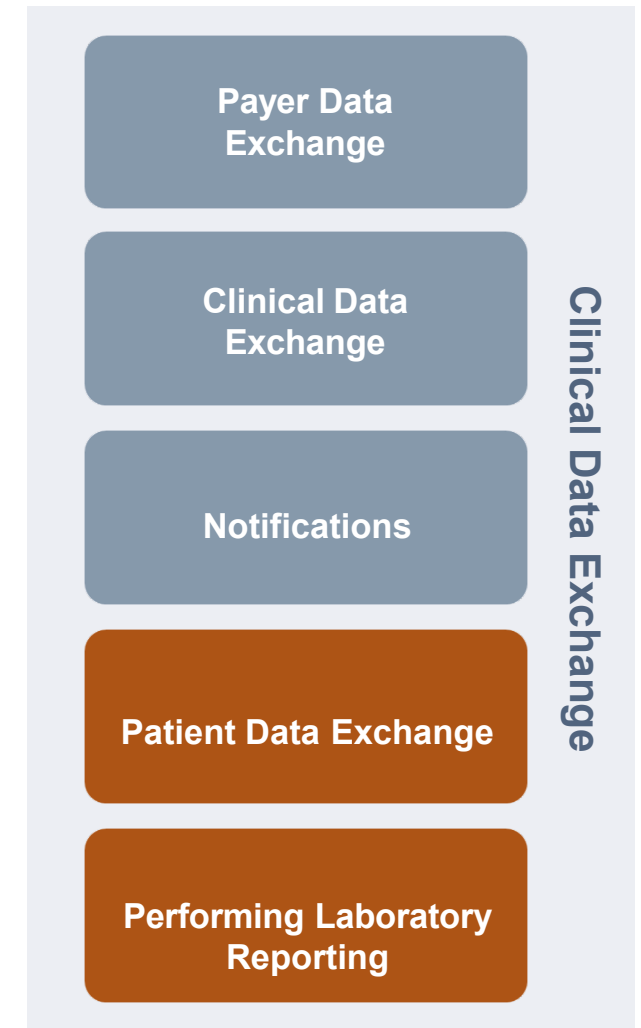 Payer Data
Exchange
Clinical Data
Exchange
Notifications
Patient Data Exchange
Performing Laboratory
Reporting
Clinical Data Exchange